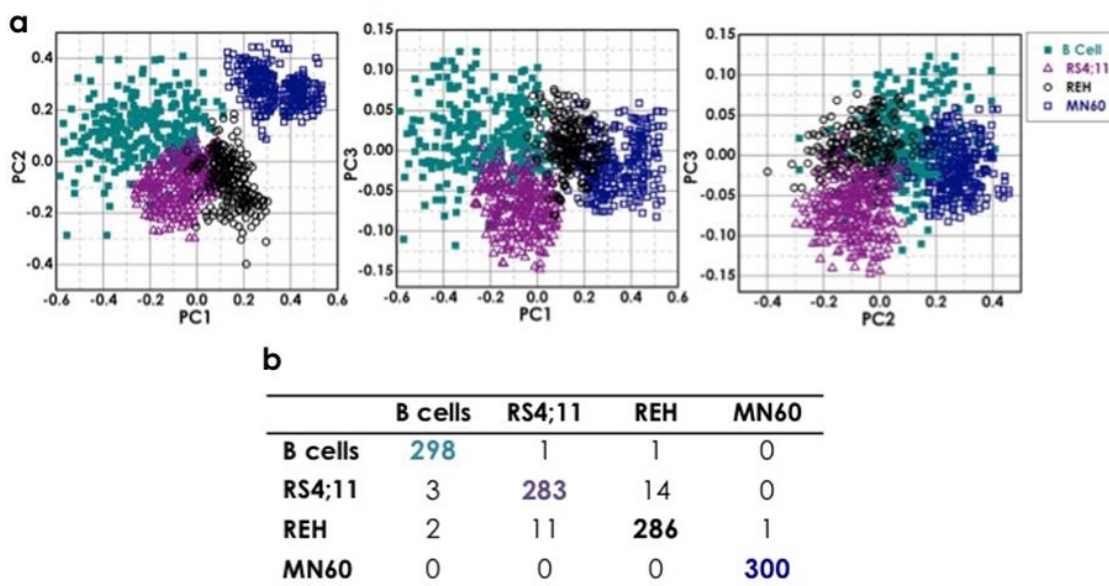 a
0.4
0.2
0.0
-0.2
-0.4
PC2
-0.6 -0.4 -0.2 0.0 0.2 0.4 0.6
PC1
0.15
0.10
0.05
0.00
-0.05
-0.10
-0.15
PC3
-0.6 -0.4 -0.2 0.0 0.2 0.4 0.6
PC1
0.15
0.10
0.05
0.00
-0.05
-0.10
-0.15
PC3
-0.4 -0.2 0.0 0.2 0.4
PC2
B Cell
RS4;11
REH
MN60
b
B cells RS4;11 REH MN60
B cells 298 1 1 0
RS4;11 3 283 14 0
REH 2 11 286 1
MN60 0 0 0 300